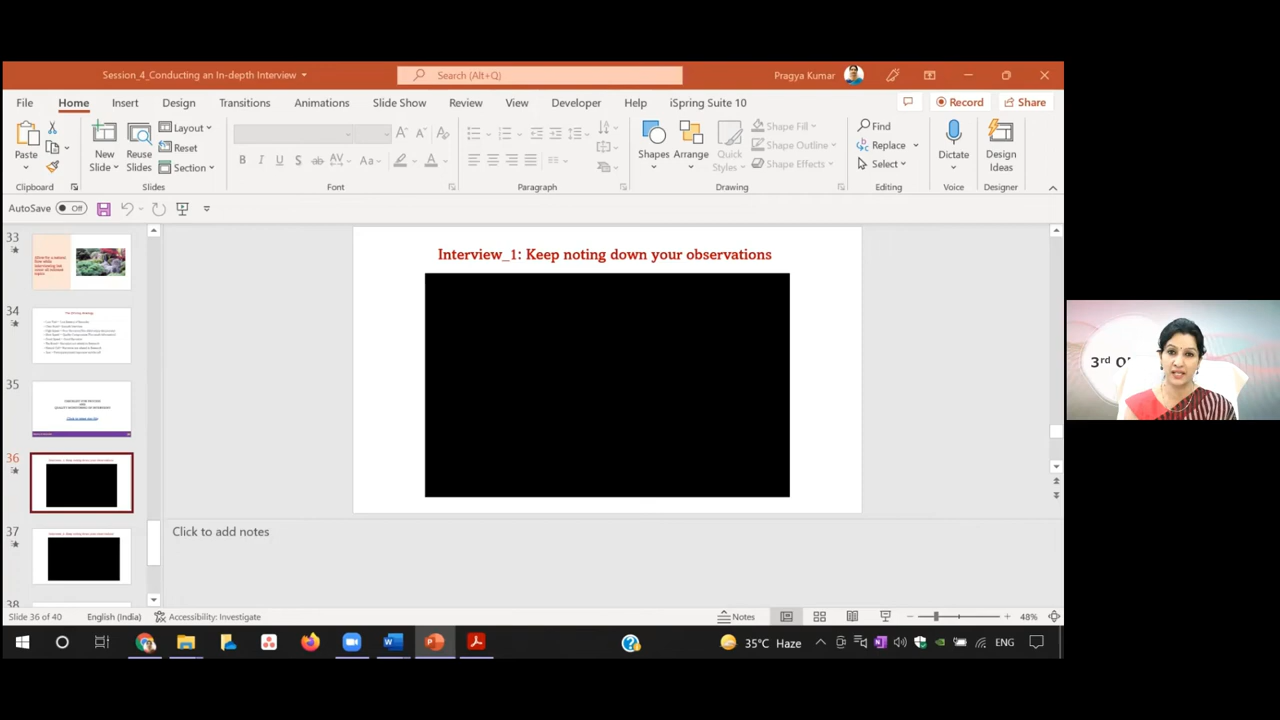 Session_4_Conducting an In-depth Interview
Search (Alt+Q)
Pragya Kumar
File Home Insert Design Transitions Animations Slide Show Review View Developer Help iSpring Suite 10
Record
Share
Paste
New Slide
Reuse Slides
Layout
Reset
Section
Shapes
Arrange
Quick Styles
Shape Fill
Shape Outline
Shape Effects
Find
Replace
Select
Dictate
Design Ideas
Clipboard
Slides
Font
Paragraph
Drawing
Editing
Voice
Designer
AutoSave Off
33
34
35
36
37
38
Interview_1: Keep noting down your observations
3rd O
Click to add notes
Slide 36 of 40
English (India)
Accessibility: Investigate
Notes
48%
35°C Haze
ENG